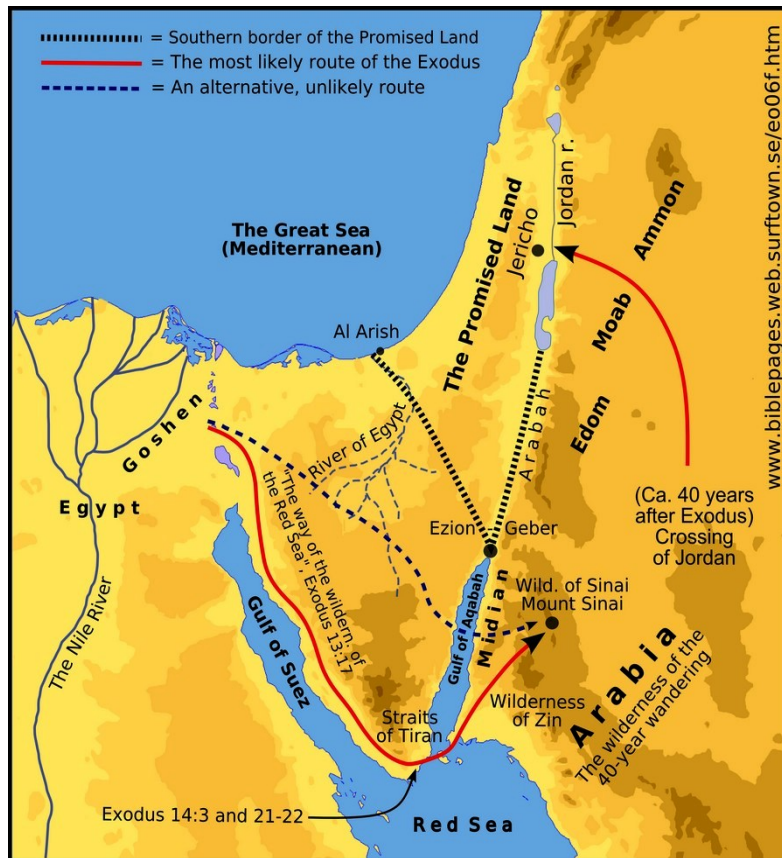 = Southern border of the Promised Land
= The most likely route of the Exodus
= An alternative, unlikely route
www.biblepages.web.surftown.se/eo06f.htm
The Great Sea
(Mediterranean)
The Promised Land
Jericho
Jordan r.
Ammon
Moab
Edom
Al Arish
River of Egypt
Arabah
Goshen
Egypt
The Nile River
"The way of the wildern. of
the Red Sea", Exodus 13:17
Ezion - Geber
(Ca. 40 years
after Exodus)
Crossing
of Jordan
Gulf of Suez
Gulf of Aqabah
Midian
Wild. of Sinai
Mount Sinai
Straits
of Tiran
Wilderness
of Zin
Arabia
The wilderness of the
40-year wandering
Exodus 14:3 and 21-22
Red Sea